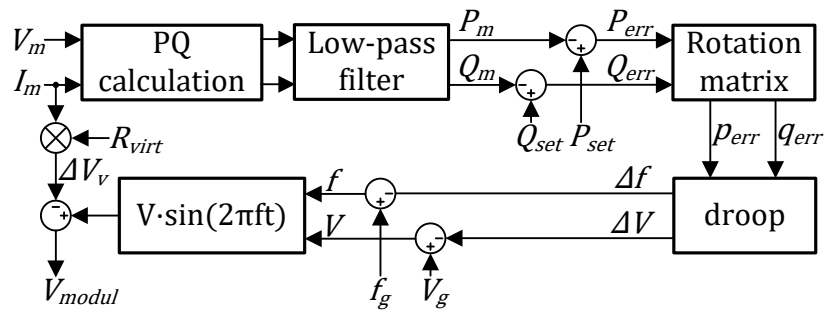 V_m
I_m
PQ
calculation
Low-pass
filter
P_m
Q_m
- +
- +
Q_set
P_set
P_err
Q_err
Rotation
matrix
p_err
q_err
R_virt
ΔV_v
- +
V·sin(2πft)
f
V
+ -
+ -
Δf
ΔV
droop
V_modul
f_g
V_g